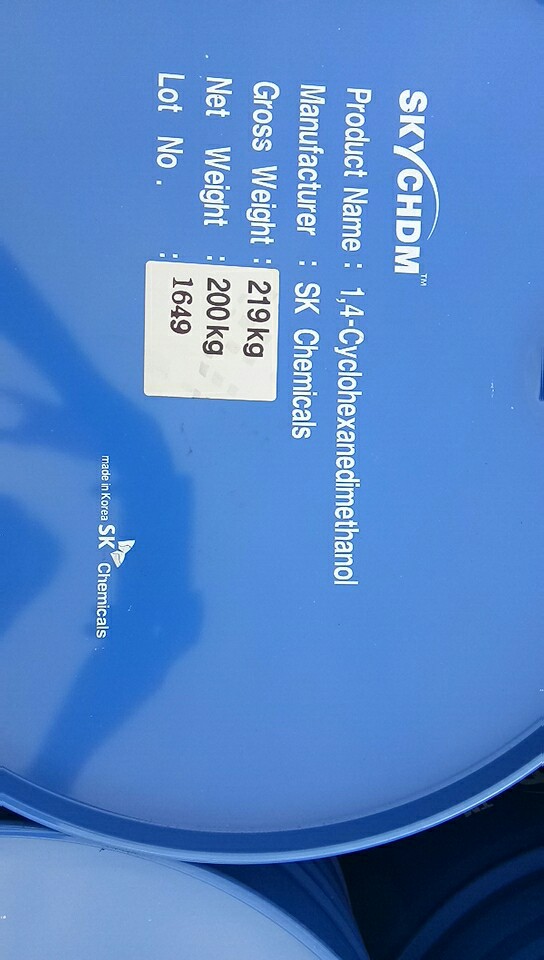 SKYCHDM™
Product Name : 1,4-Cyclohexanedimethanol
Manufacturer : SK Chemicals
Gross Weight : 219 kg
Net Weight : 200 kg
Lot No. : 1649
made in Korea SK Chemicals